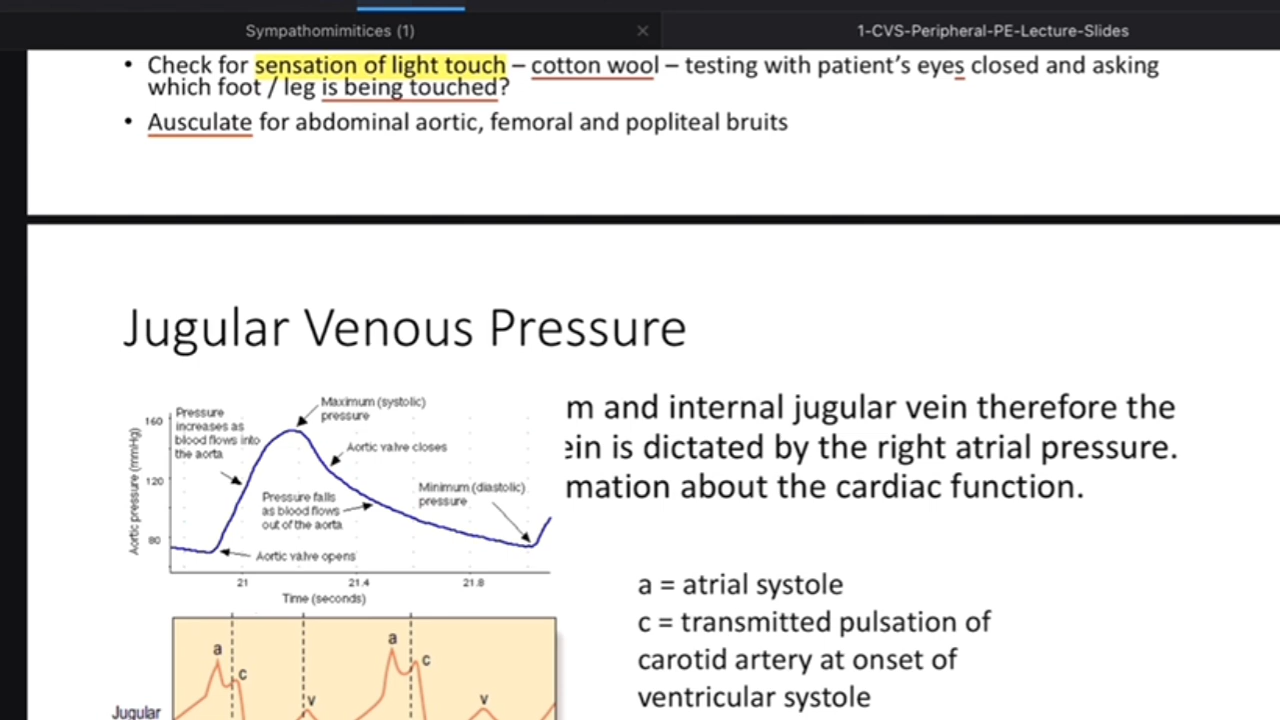 Sympathomimitices (1)
1-CVS-Peripheral-PE-Lecture-Slides
• Check for sensation of light touch – cotton wool – testing with patient's eyes closed and asking
which foot / leg is being touched?
• Ausculate for abdominal aortic, femoral and popliteal bruits
Jugular Venous Pressure
m and internal jugular vein therefore the
ein is dictated by the right atrial pressure.
mation about the cardiac function.
Aortic pressure (mmHg)
160
120
80
Pressure
increases as
blood flows into
the aorta
Maximum (systolic)
pressure
Aortic valve closes
Pressure falls
as blood flows
out of the aorta
Minimum (diastolic)
pressure
Aortic valve opens
21
21.4
21.8
Time (seconds)
a = atrial systole
c = transmitted pulsation of
carotid artery at onset of
ventricular systole
a
c
v
a
c
v
Jugular